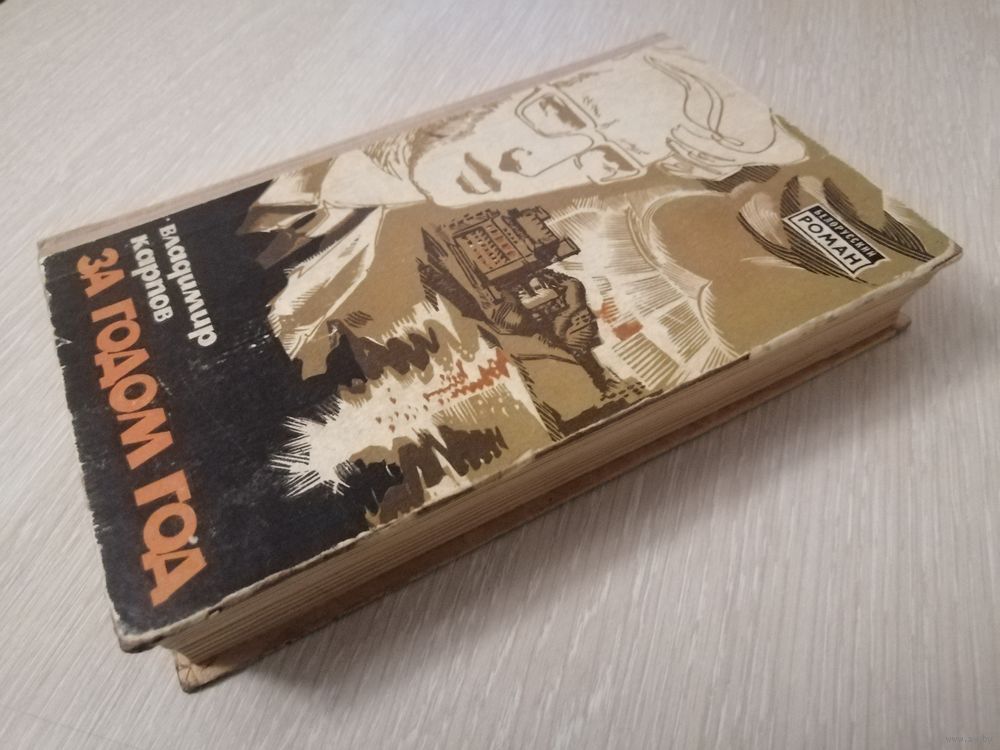 Владимир
Карпов
ЗА ГОДОМ ГОД
БЕЛОРУССКИЙ
РОМАН